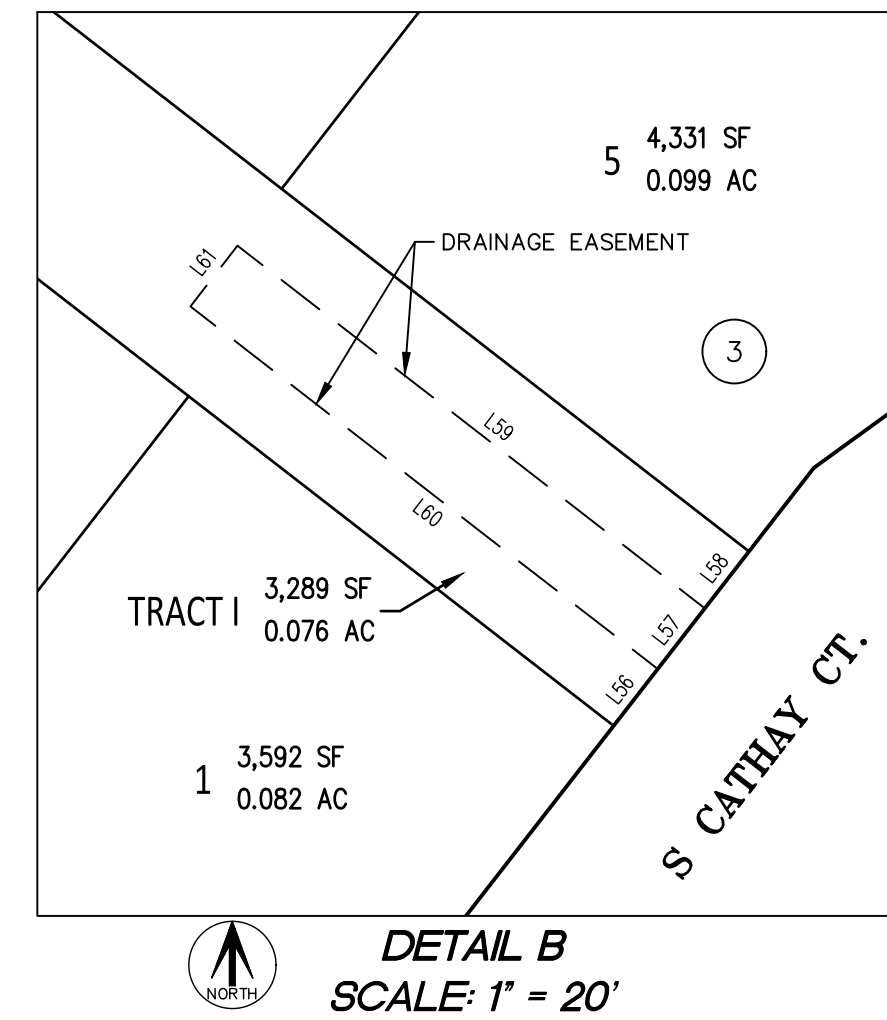 5
4,331 SF
0.099 AC
DRAINAGE EASEMENT
L61
3
L59
L60
L58
L57
L56
TRACT I
3,289 SF
0.076 AC
1
3,592 SF
0.082 AC
S CATHAY CT.
NORTH
DETAIL B
SCALE: 1" = 20'